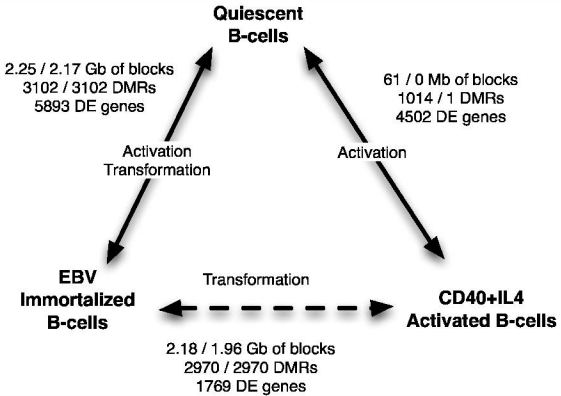 Quiescent
B-cells
2.25 / 2.17 Gb of blocks
3102 / 3102 DMRs
5893 DE genes
61 / 0 Mb of blocks
1014 / 1 DMRs
4502 DE genes
Activation
Transformation
Activation
EBV
Immortalized
B-cells
Transformation
CD40+IL4
Activated B-cells
2.18 / 1.96 Gb of blocks
2970 / 2970 DMRs
1769 DE genes